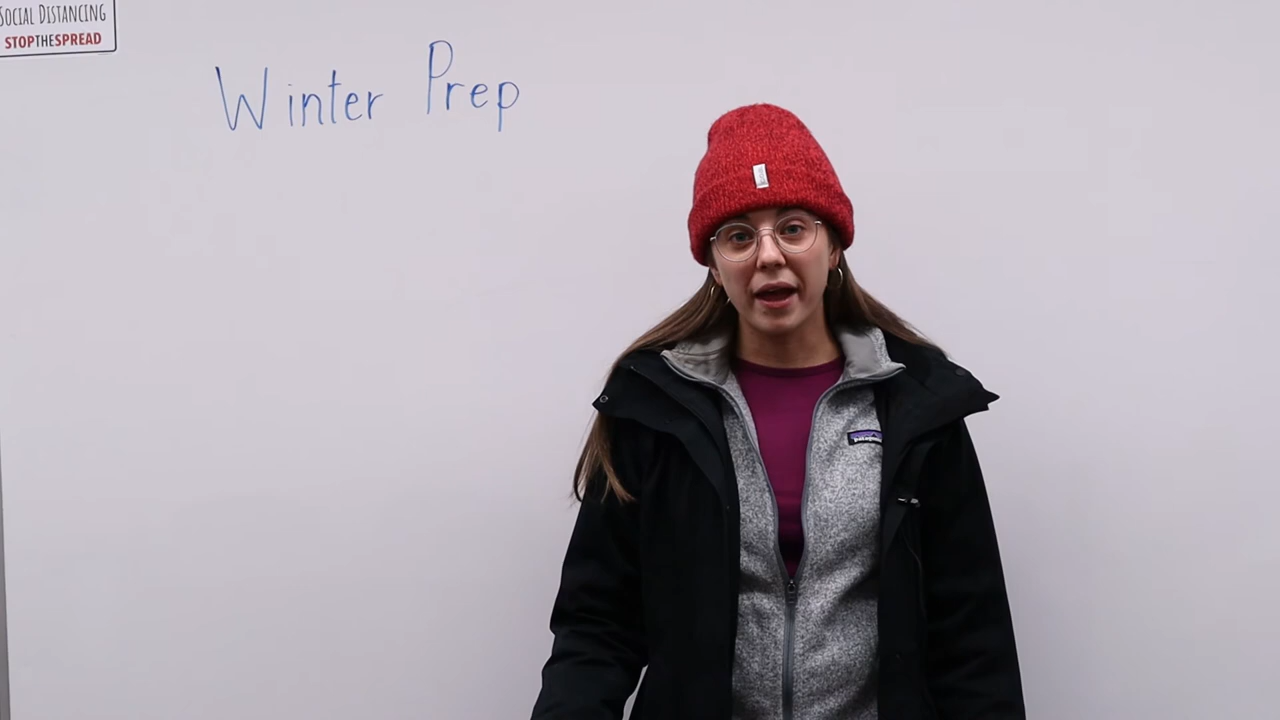 Social Distancing
STOPTHESPREAD
Winter Prep
patagonia